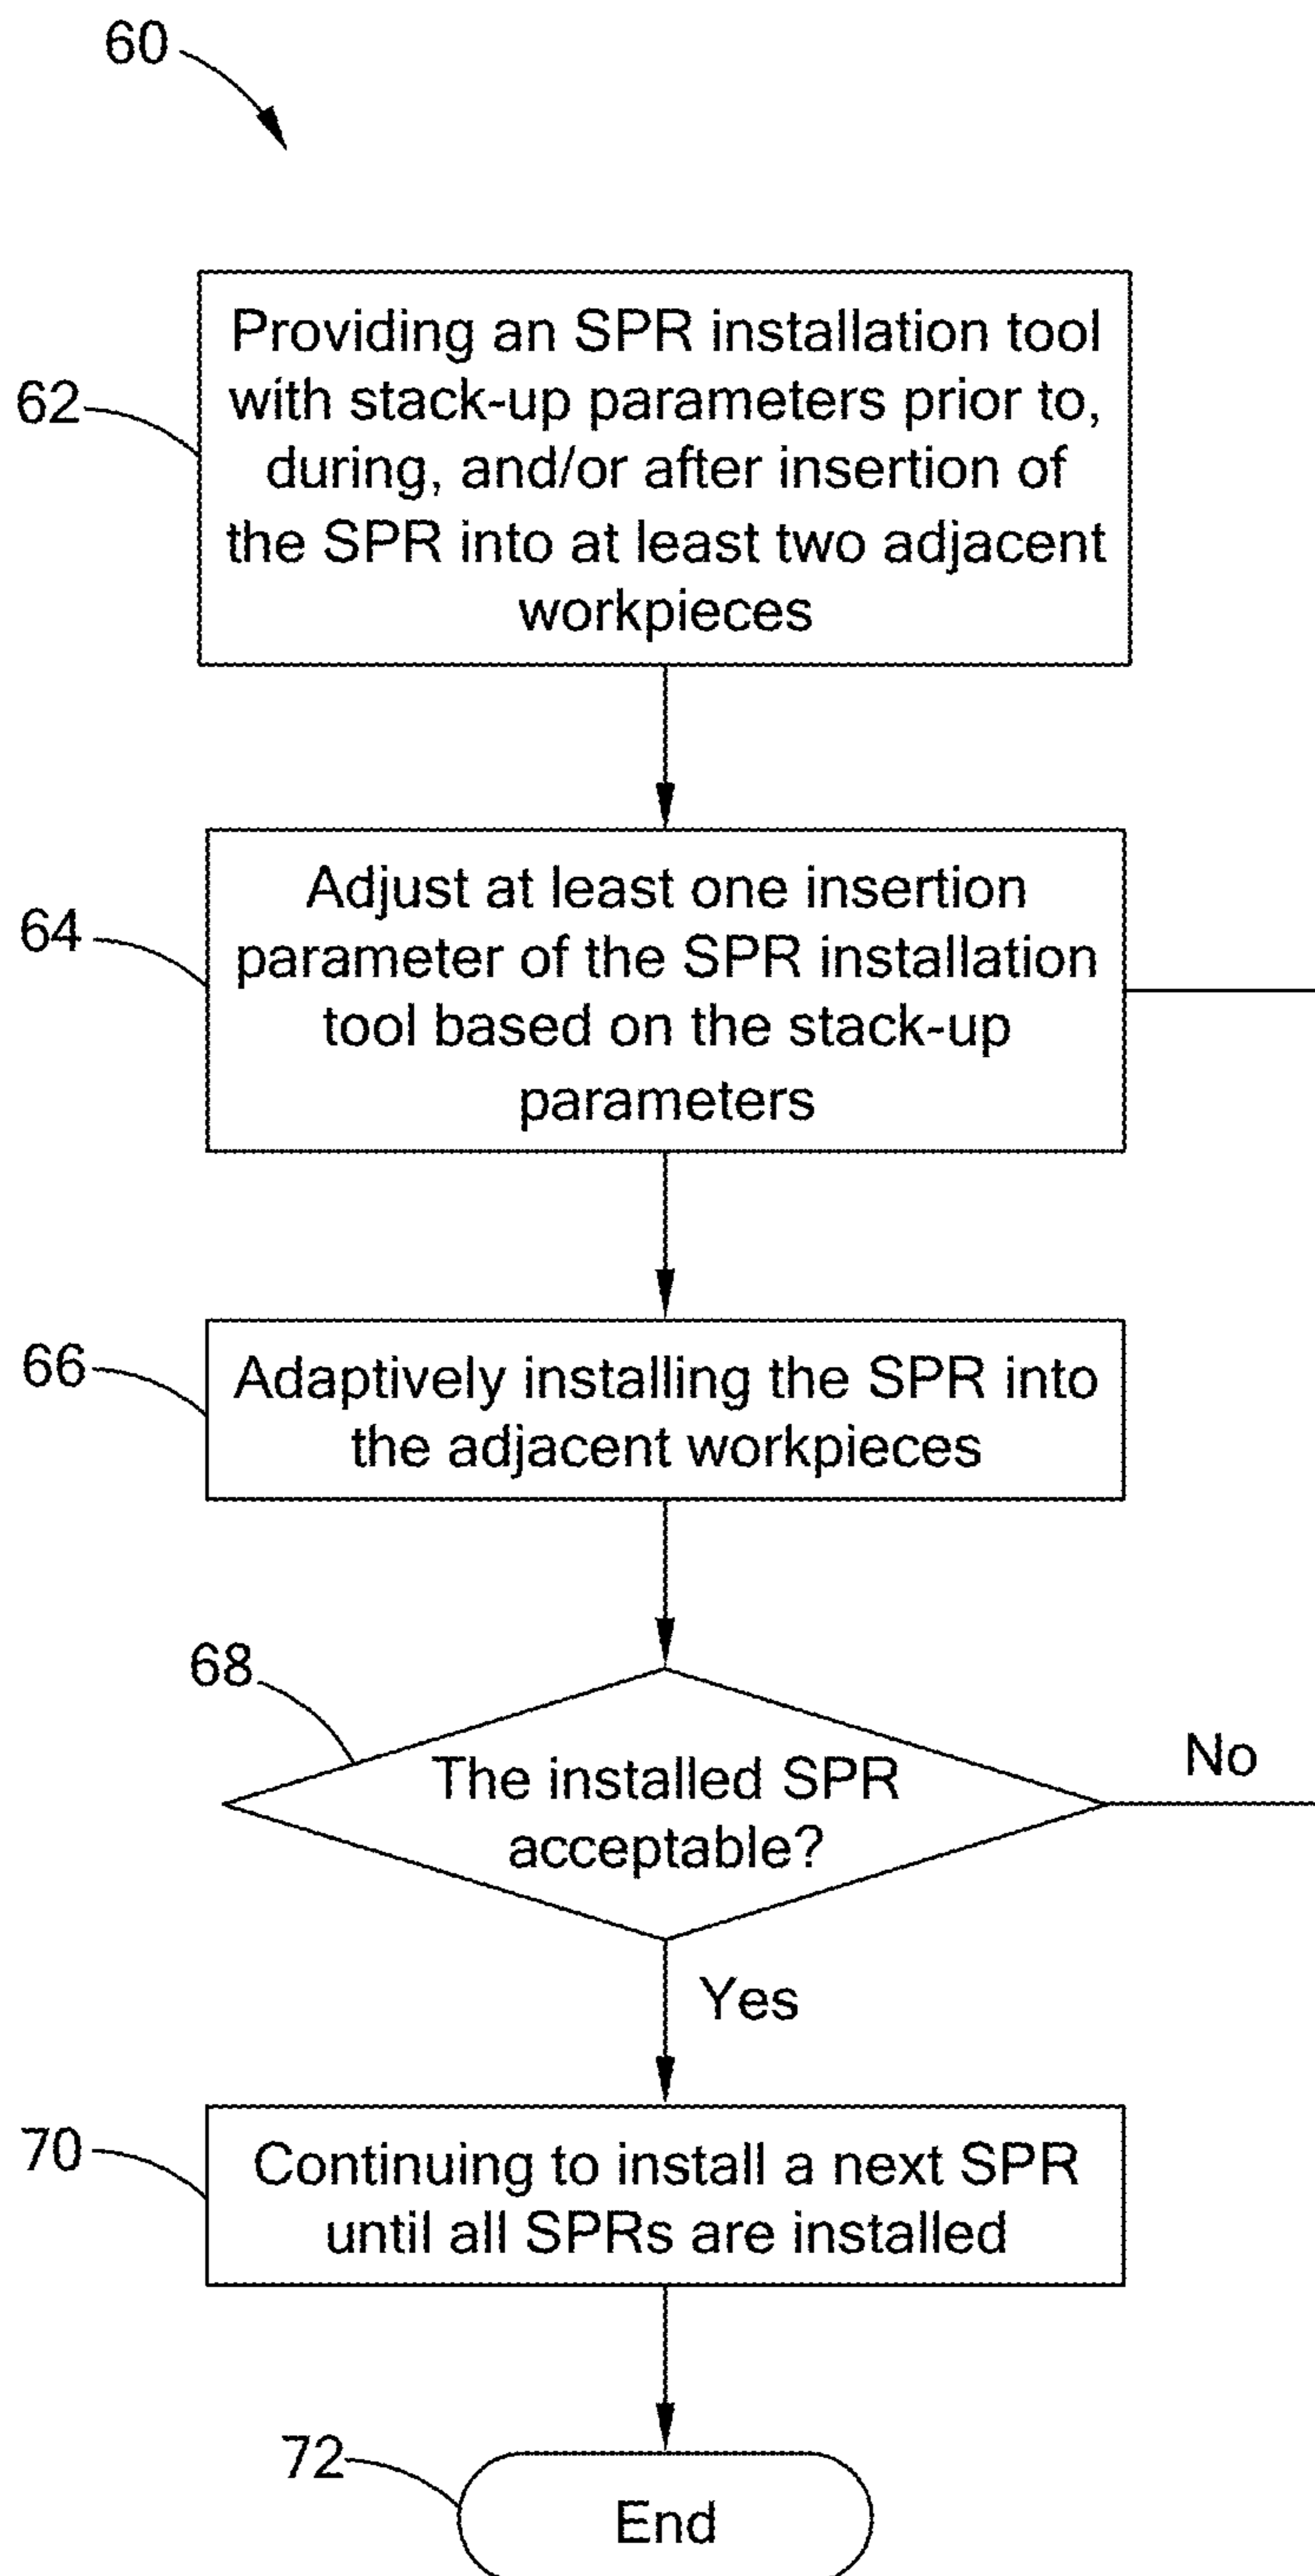 60
62
Providing an SPR installation tool
with stack-up parameters prior to,
during, and/or after insertion of
the SPR into at least two adjacent
workpieces
64
Adjust at least one insertion
parameter of the SPR installation
tool based on the stack-up
parameters
66
Adaptively installing the SPR into
the adjacent workpieces
68
The installed SPR
acceptable?
No
Yes
70
Continuing to install a next SPR
until all SPRs are installed
72
End